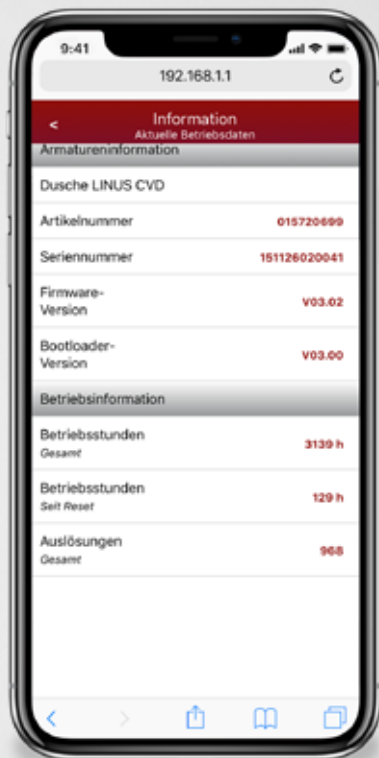 9:41
192.168.1.1
<
Information
Aktuelle Betriebsdaten
Armatureninformation
Dusche LINUS CVD
Artikelnummer 015720699
Seriennummer 151126020041
Firmware-
Version V03.02
Bootloader-
Version V03.00
Betriebsinformation
Betriebsstunden
Gesamt 3139 h
Betriebsstunden
Seit Reset 129 h
Auslösungen
Gesamt 968